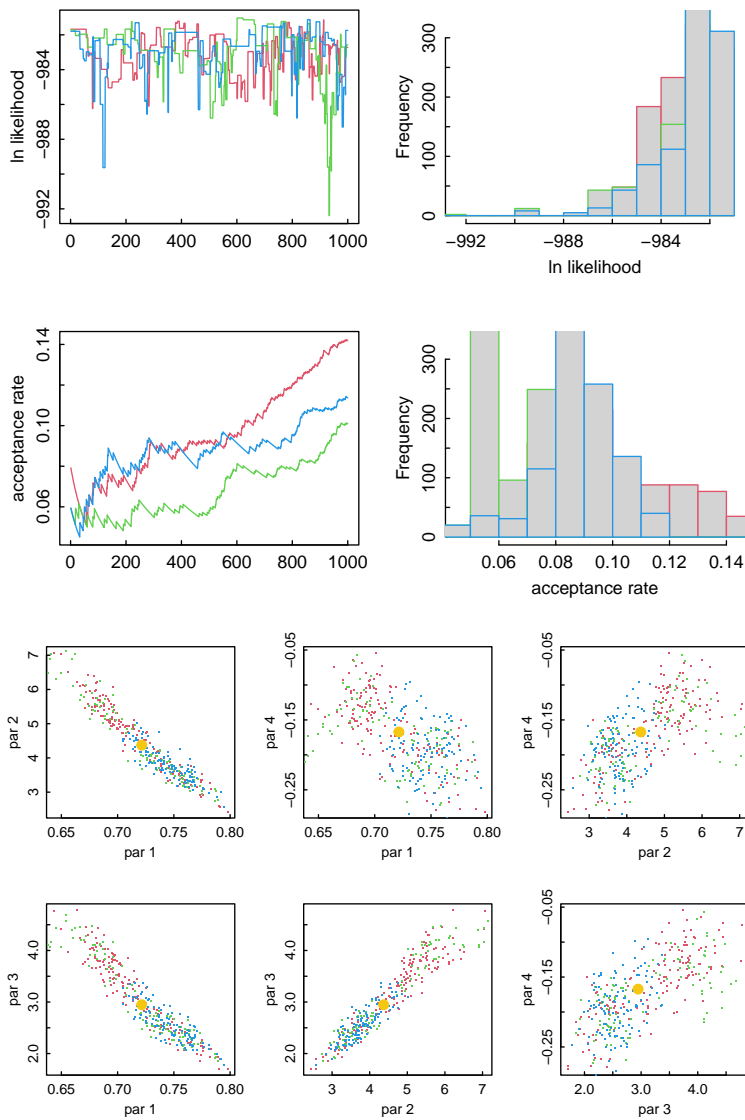 ln likelihood
−992 −988 −984
0 200 400 600 800 1000
Frequency
0 100 300
−992 −988 −984
ln likelihood
acceptance rate
0.06 0.10 0.14
0 200 400 600 800 1000
Frequency
0 100 200 300
0.06 0.08 0.10 0.12 0.14
acceptance rate
par 2
3 4 5 6 7
0.65 0.70 0.75 0.80
par 1
par 4
−0.25 −0.15 −0.05
0.65 0.70 0.75 0.80
par 1
par 4
−0.25 −0.15 −0.05
3 4 5 6 7
par 2
par 3
2.0 3.0 4.0
0.65 0.70 0.75 0.80
par 1
par 3
2.0 3.0 4.0
3 4 5 6 7
par 2
par 4
−0.25 −0.15 −0.05
2.0 3.0 4.0
par 3